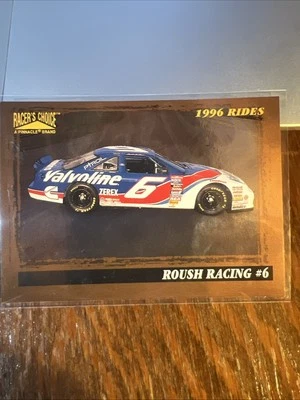 RACER'S CHOICE
A PINNACLE® BRAND
1996 RIDES
Valvoline
6
ZEREX
ROUSH RACING #6